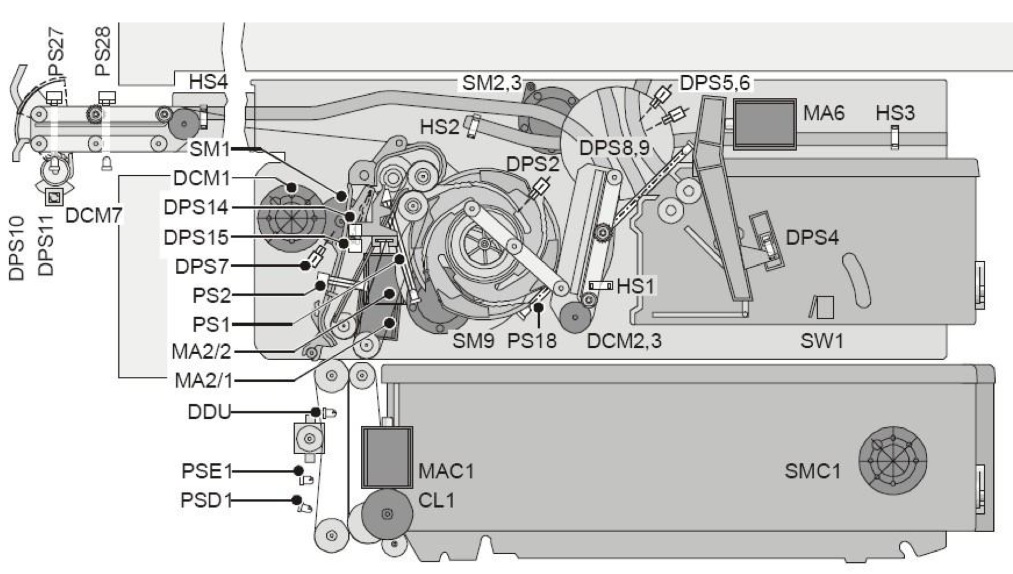 PS27
PS28
HS4
SM2,3
DPS5,6
MA6
HS3
HS2
SM1
DPS8,9
DPS2
DCM1
DCM7
DPS14
DPS10
DPS11
DPS15
DPS4
DPS7
PS2
HS1
PS1
SM9
PS18
DCM2,3
SW1
MA2/2
MA2/1
DDU
PSE1
MAC1
SMC1
PSD1
CL1